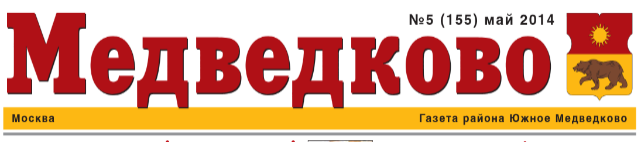 №5 (155) май 2014
Медведково
Москва
Газета района Южное Медведково